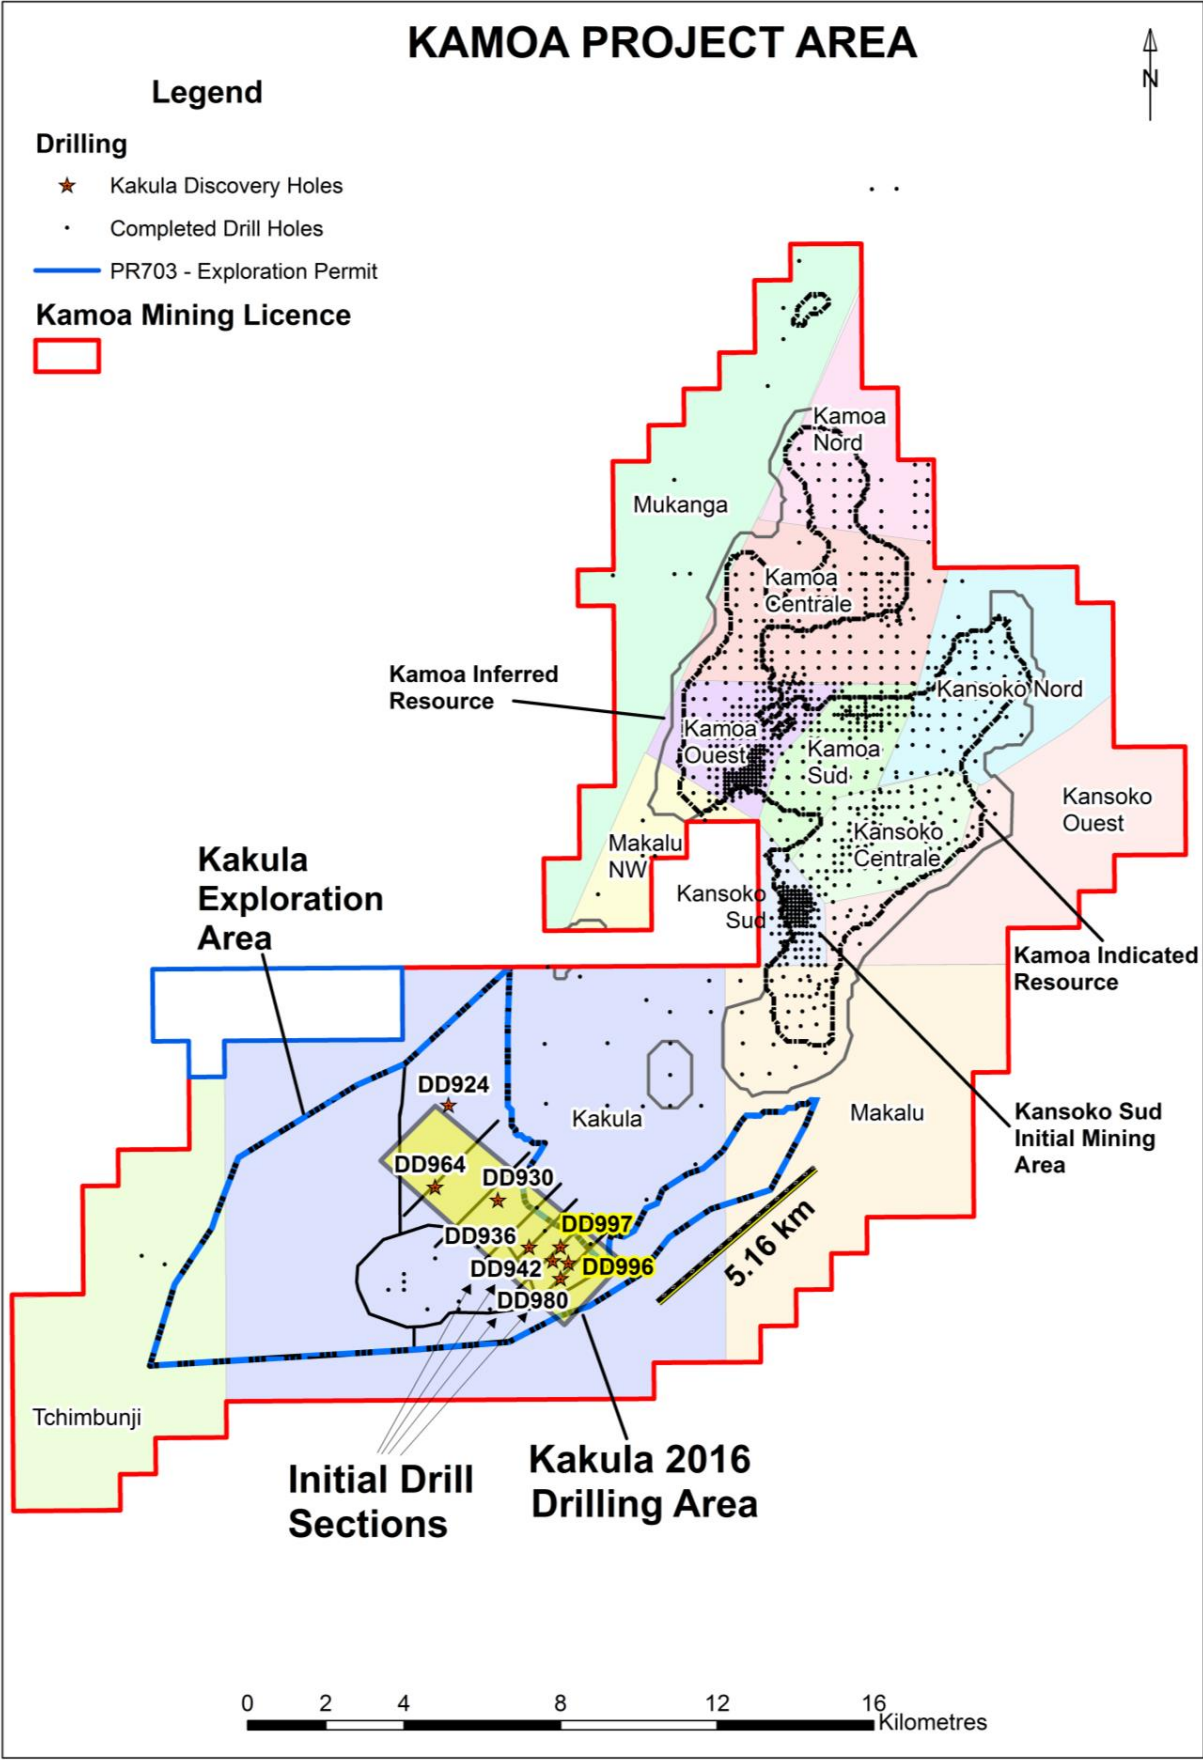 KAMOA PROJECT AREA
N
Legend
Drilling
Kakula Discovery Holes
Completed Drill Holes
PR703 - Exploration Permit
Kamoa Mining Licence
Kamoa
Nord
Mukanga
Kamoa
Centrale
Kamoa Inferred
Resource
Kansoko Nord
Kamoa
Ouest
Kamoa
Sud
Kansoko
Ouest
Makalu
NW
Kansoko
Centrale
Kansoko
Sud
Kakula
Exploration
Area
Kamoa Indicated
Resource
DD924
Kakula
Makalu
Kansoko Sud
Initial Mining
Area
DD964
DD930
DD997
DD936
DD942
DD996
DD980
5.16 km
Tchimbunji
Initial Drill
Sections
Kakula 2016
Drilling Area
0 2 4 8 12 16
Kilometres